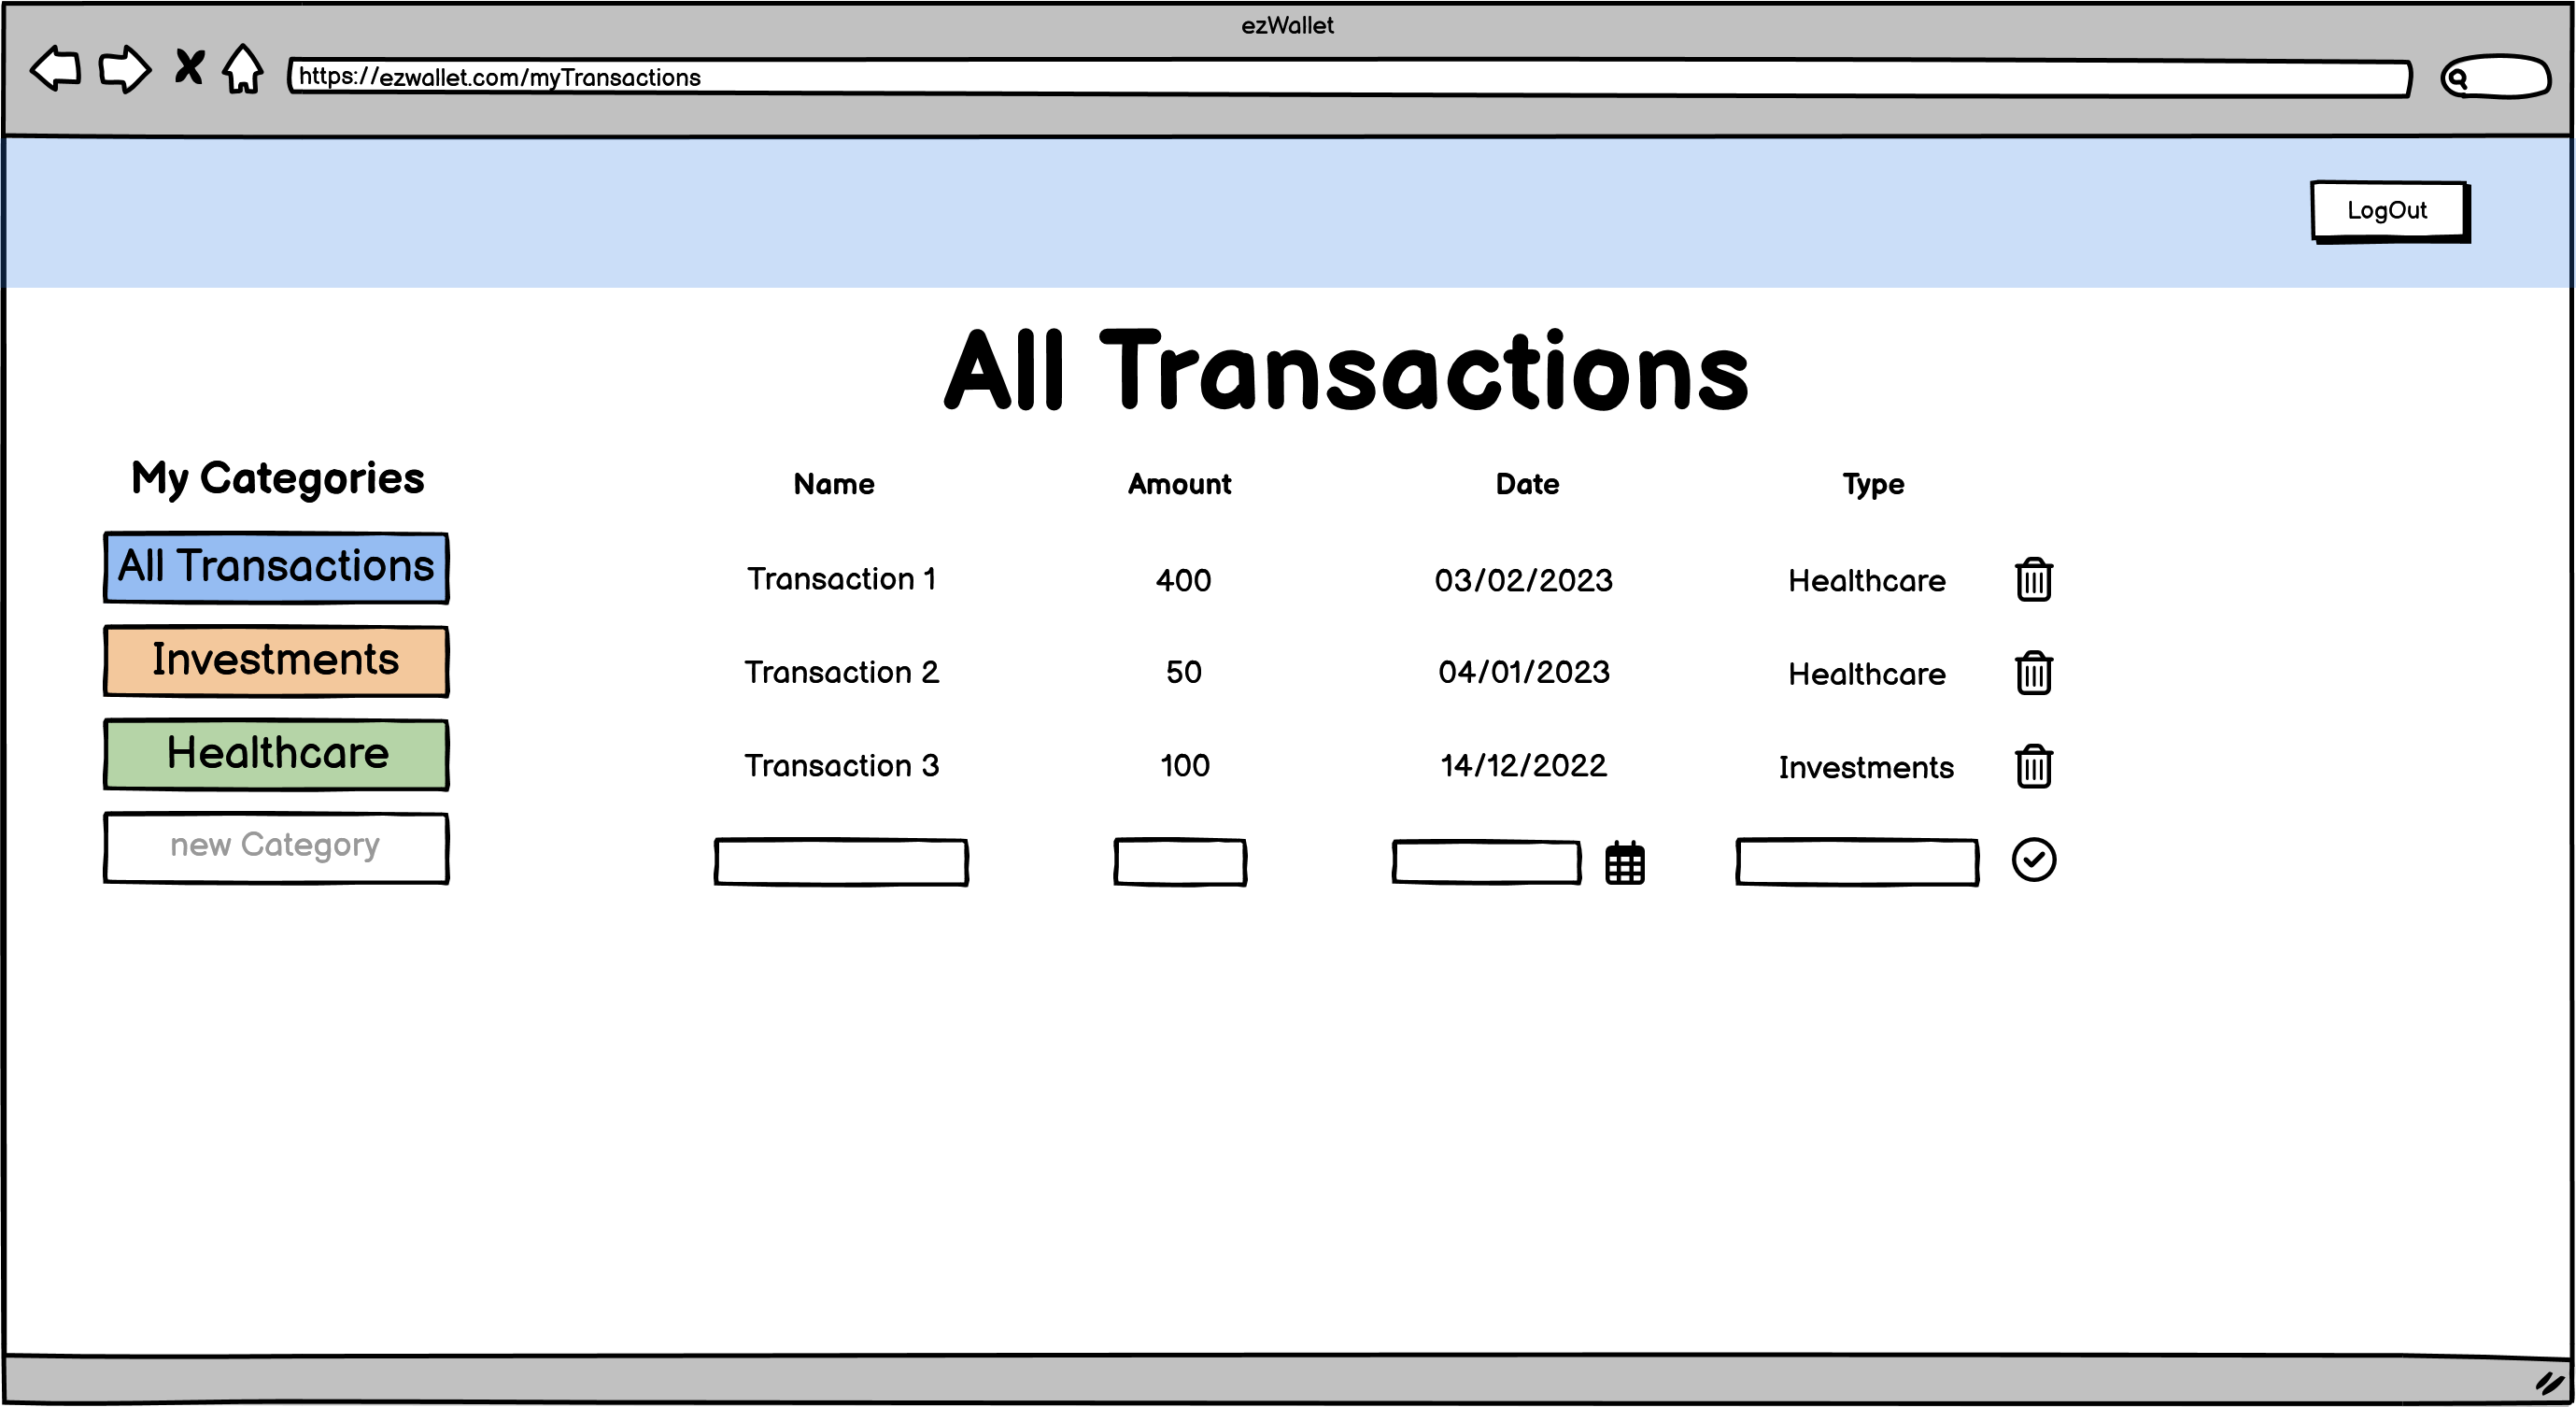 ezWallet
https://ezwallet.com/myTransactions
LogOut
All Transactions
My Categories
All Transactions
Investments
Healthcare
new Category
Name Amount Date Type
Transaction 1 400 03/02/2023 Healthcare
Transaction 2 50 04/01/2023 Healthcare
Transaction 3 100 14/12/2022 Investments